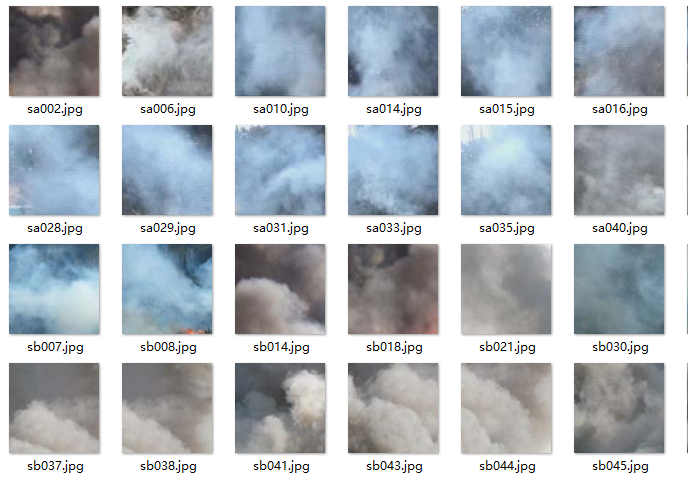 sa002.jpg sa006.jpg sa010.jpg sa014.jpg sa015.jpg sa016.jpg
sa028.jpg sa029.jpg sa031.jpg sa033.jpg sa035.jpg sa040.jpg
sb007.jpg sb008.jpg sb014.jpg sb018.jpg sb021.jpg sb030.jpg
sb037.jpg sb038.jpg sb041.jpg sb043.jpg sb044.jpg sb045.jpg